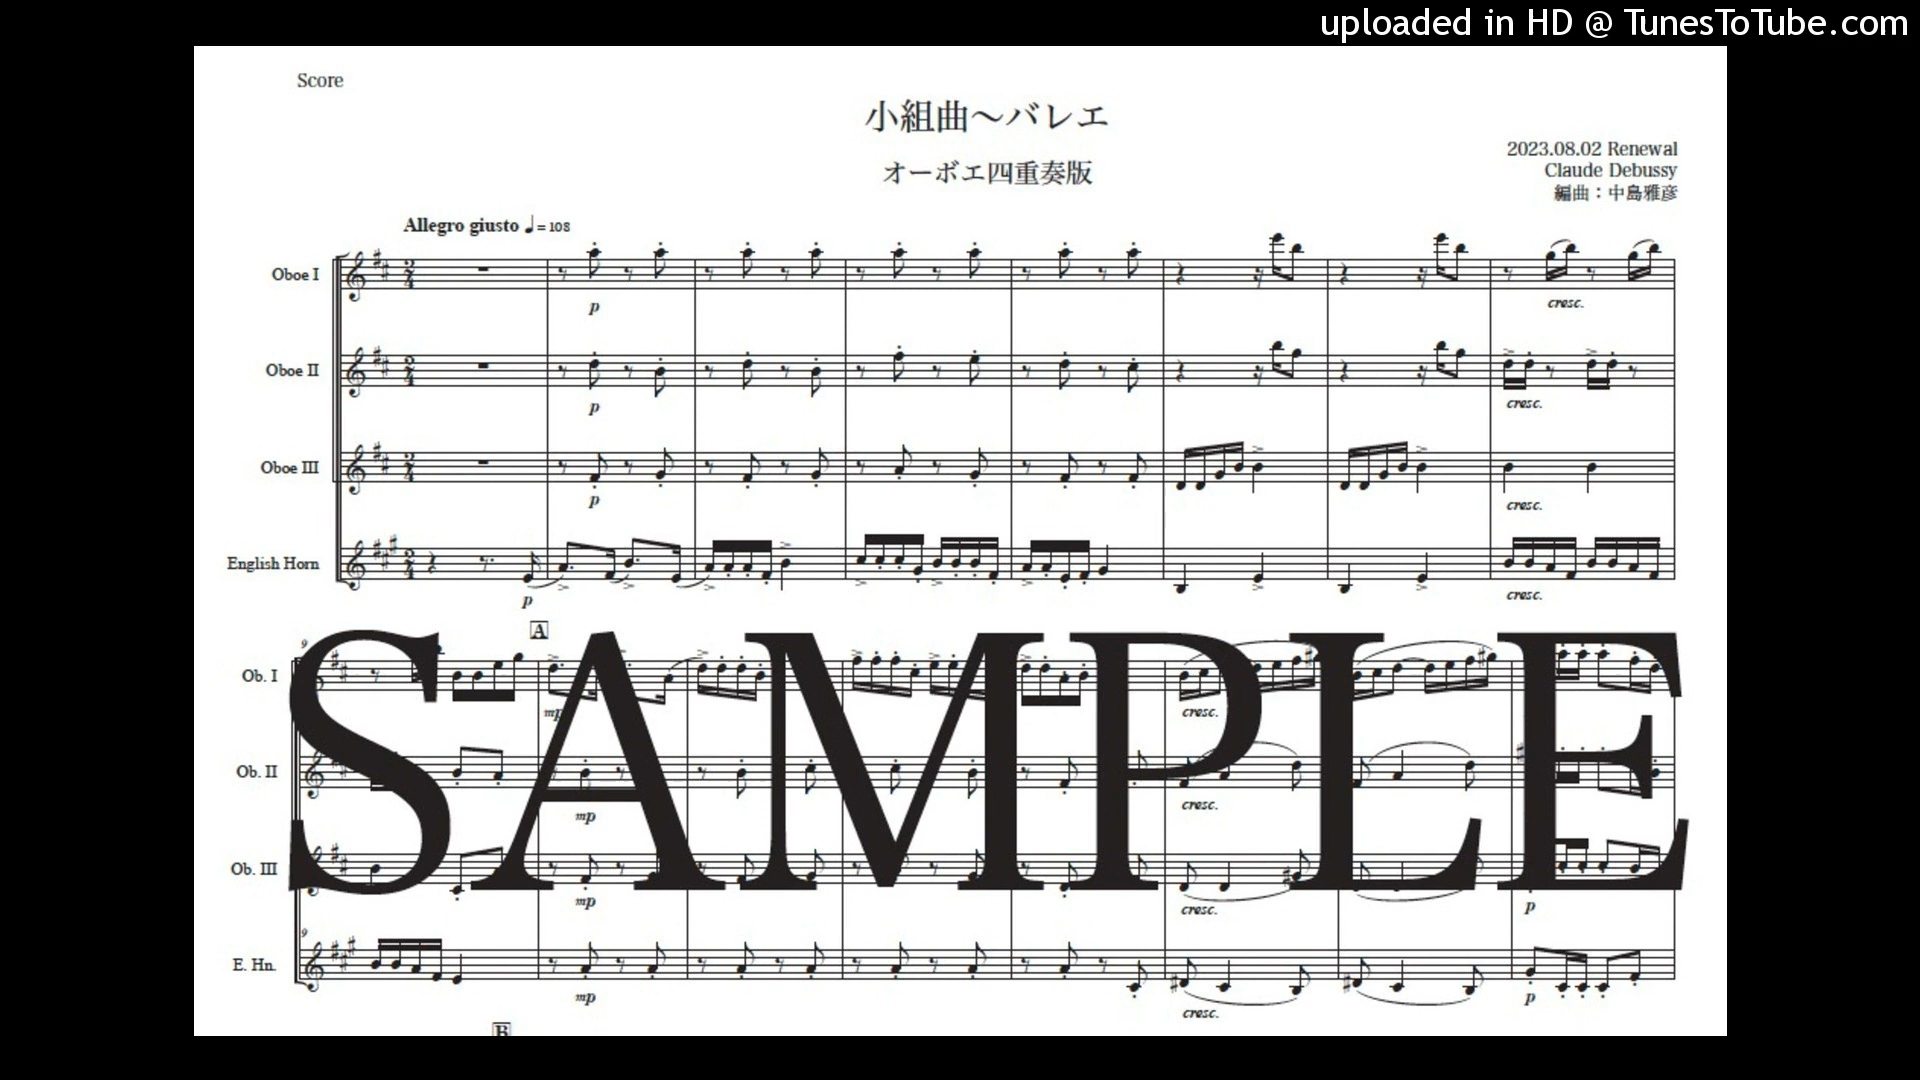 uploaded in HD @ TunesToTube.com
Score
小組曲～バレエ
オーボエ四重奏版
2023.08.02 Renewal
Claude Debussy
編曲：中島雅彦
Allegro giusto ♩= 108
Oboe I
p
cresc.
Oboe II
p
cresc.
Oboe III
p
cresc.
English Horn
p
cresc.
A
9
Ob. I
mp
cresc.
Ob. II
mp
cresc.
Ob. III
mp
cresc.
p
9
E. Hn.
mp
cresc.
p
SAMPLE
B